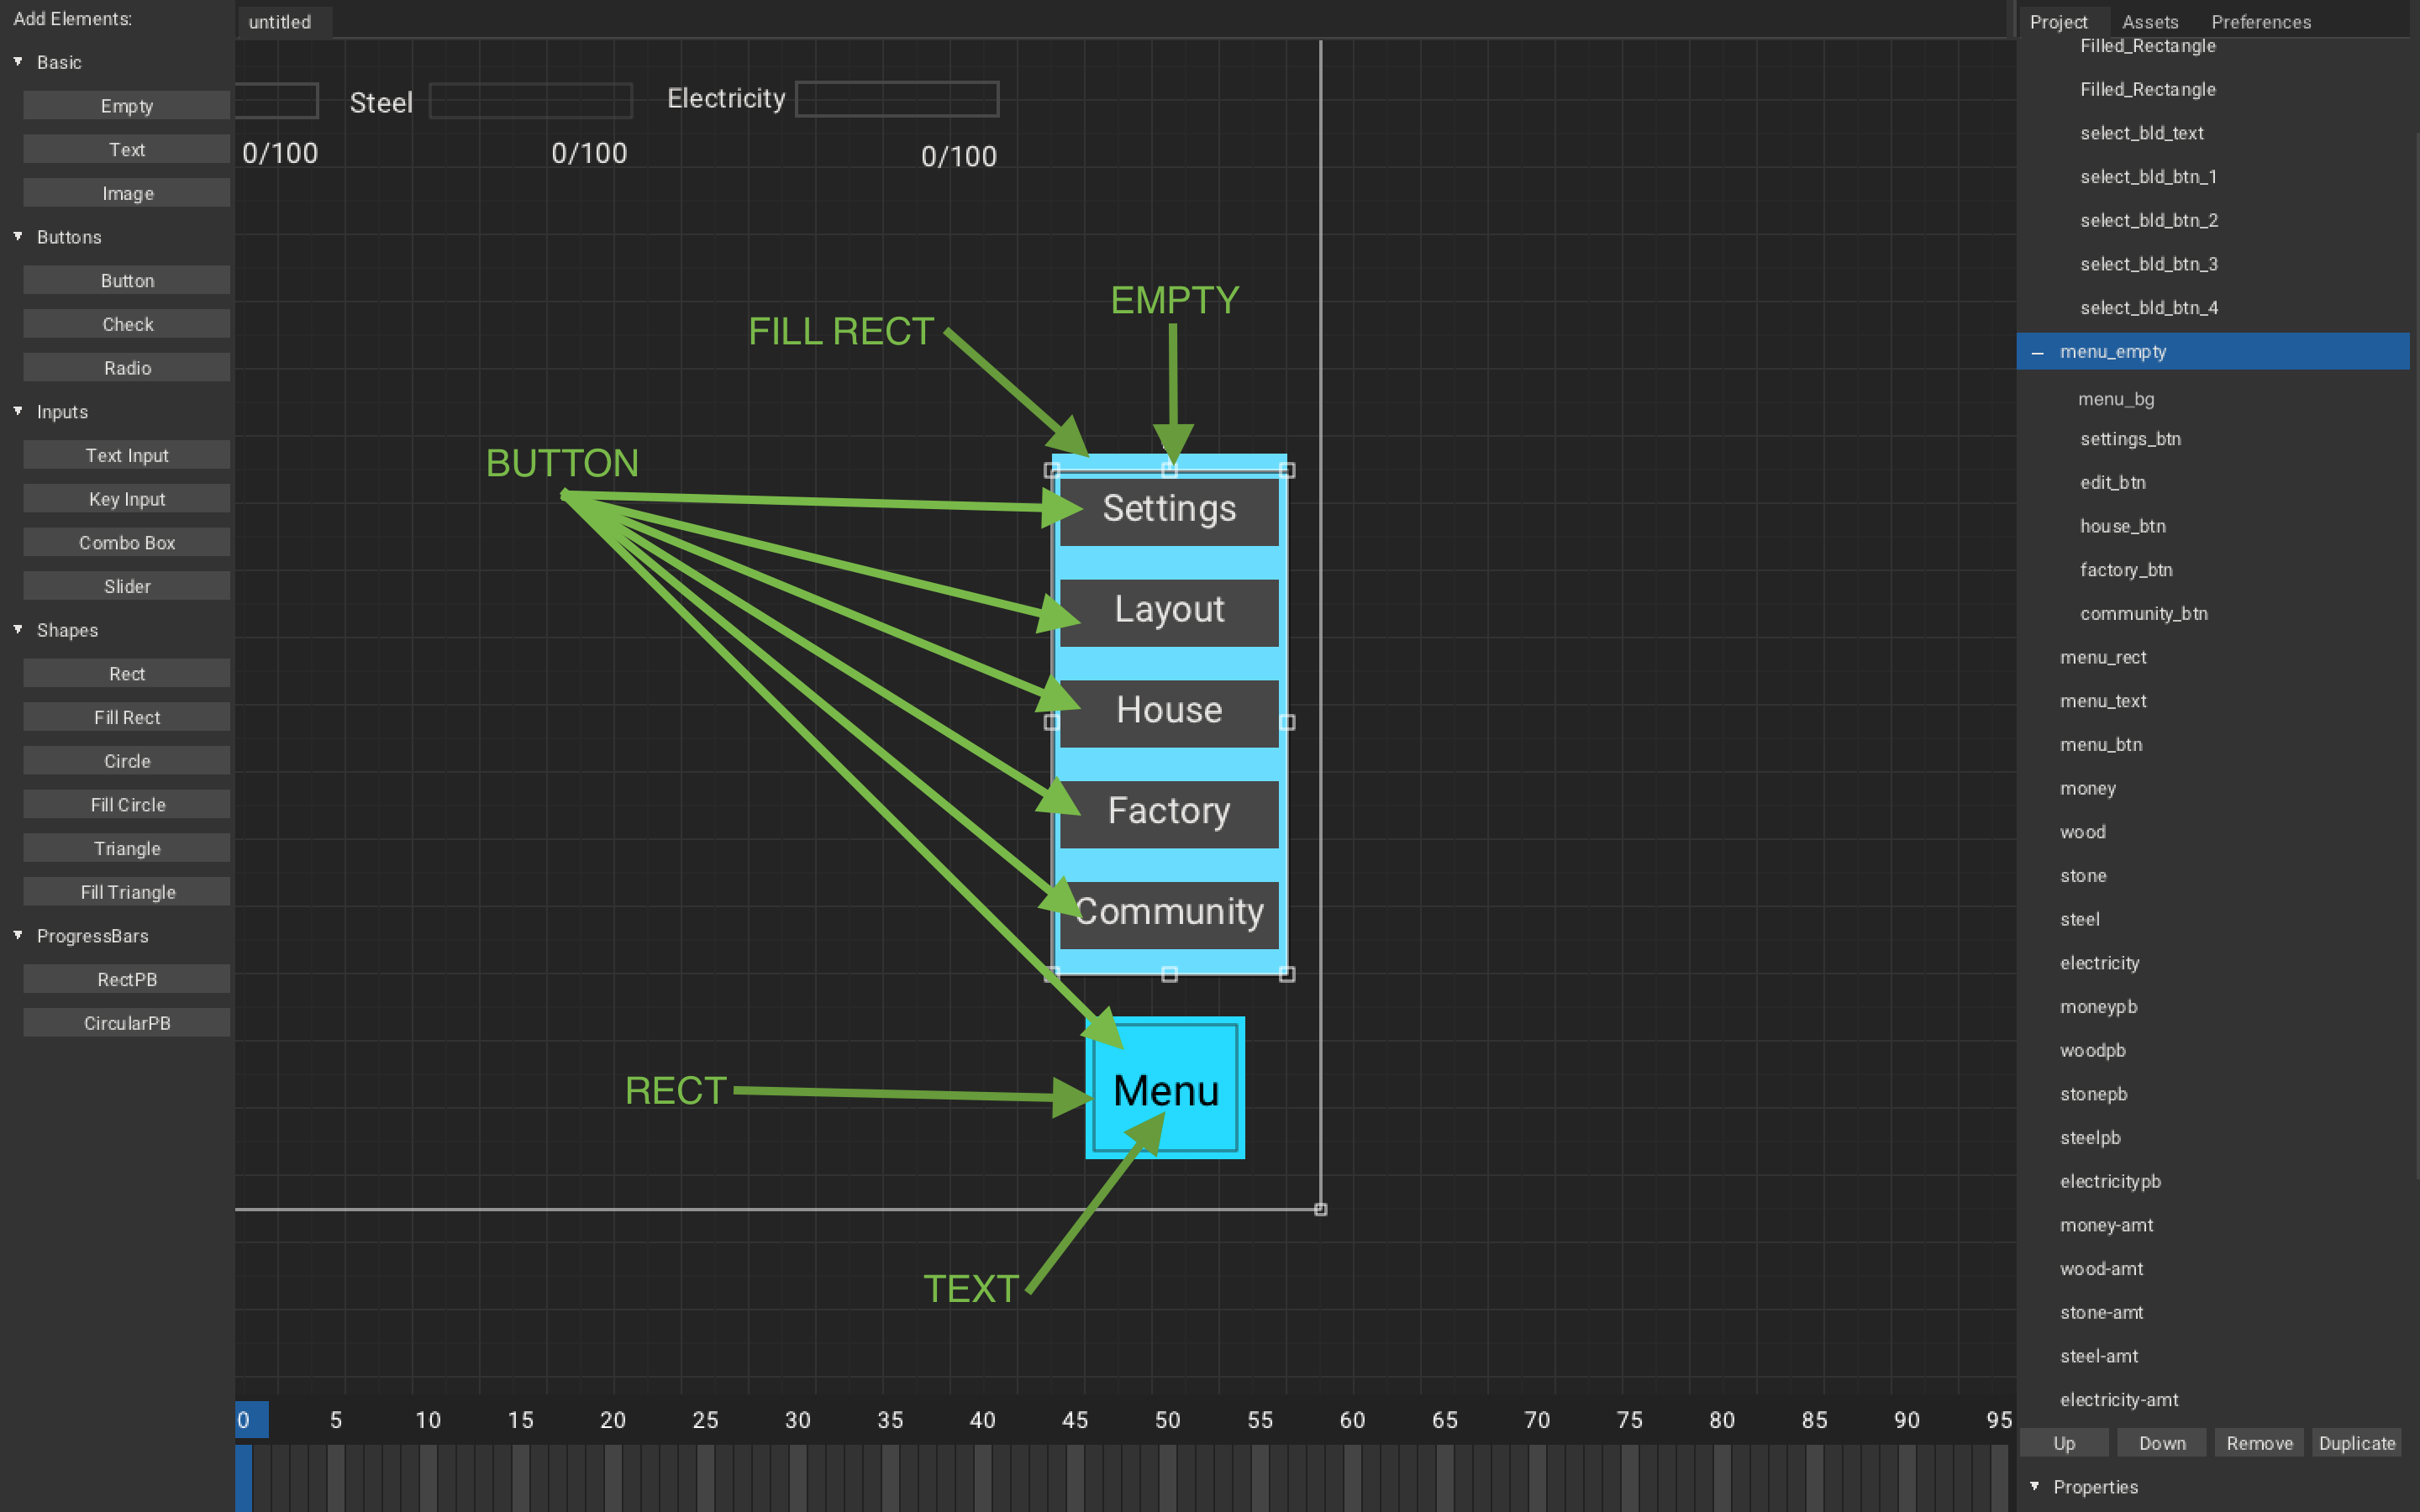 Add Elements:
Basic
Empty
Text
Image
Buttons
Button
Check
Radio
Inputs
Text Input
Key Input
Combo Box
Slider
Shapes
Rect
Fill Rect
Circle
Fill Circle
Triangle
Fill Triangle
ProgressBars
RectPB
CircularPB
untitled
Steel
Electricity
0/100
0/100
0/100
EMPTY
FILL RECT
BUTTON
Settings
Layout
House
Factory
Community
RECT
Menu
TEXT
0 5 10 15 20 25 30 35 40 45 50 55 60 65 70 75 80 85 90 95
Project Assets Preferences
Filled_Rectangle
Filled_Rectangle
select_bld_text
select_bld_btn_1
select_bld_btn_2
select_bld_btn_3
select_bld_btn_4
menu_empty
menu_bg
settings_btn
edit_btn
house_btn
factory_btn
community_btn
menu_rect
menu_text
menu_btn
money
wood
stone
steel
electricity
moneypb
woodpb
stonepb
steelpb
electricitypb
money-amt
wood-amt
stone-amt
steel-amt
electricity-amt
Up Down Remove Duplicate
Properties